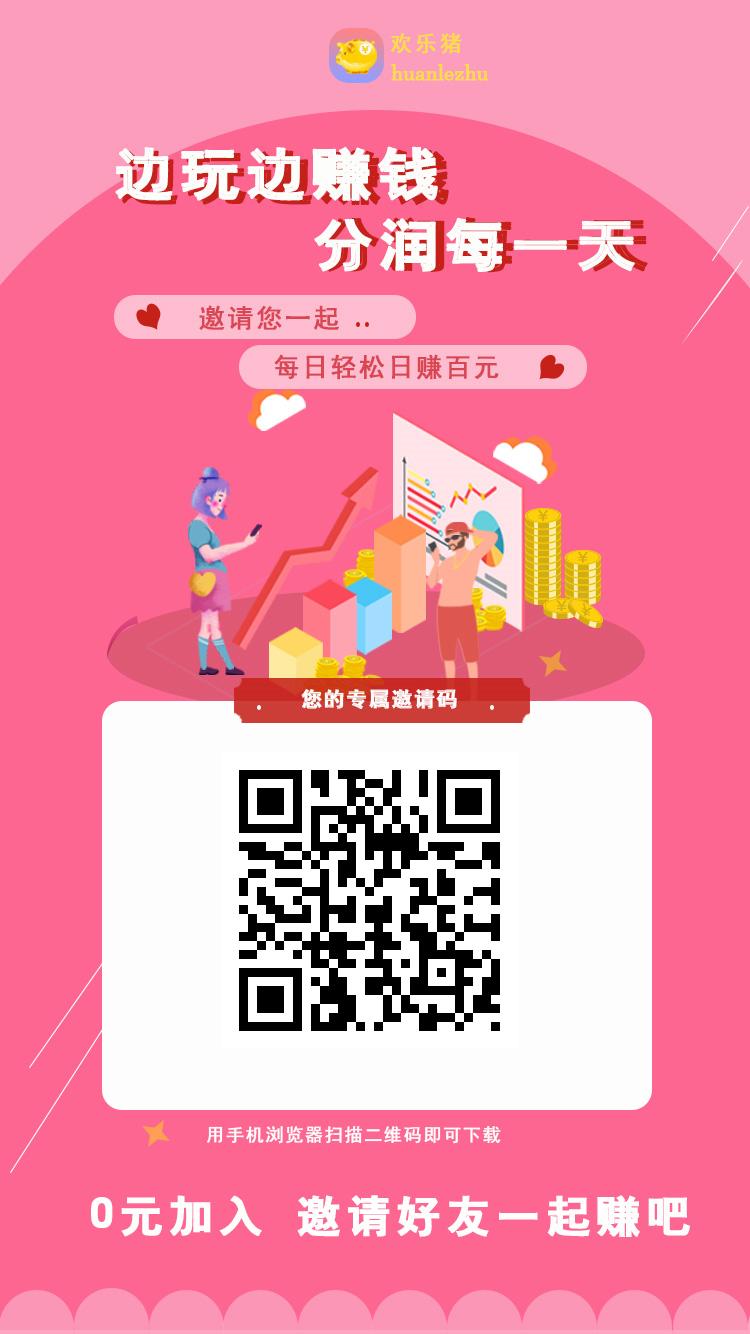 欢乐猪
huanlezhu
边玩边赚钱
分润每一天
邀请您一起 ..
每日轻松日赚百元
您的专属邀请码
用手机浏览器扫描二维码即可下载
0元加入 邀请好友一起赚吧